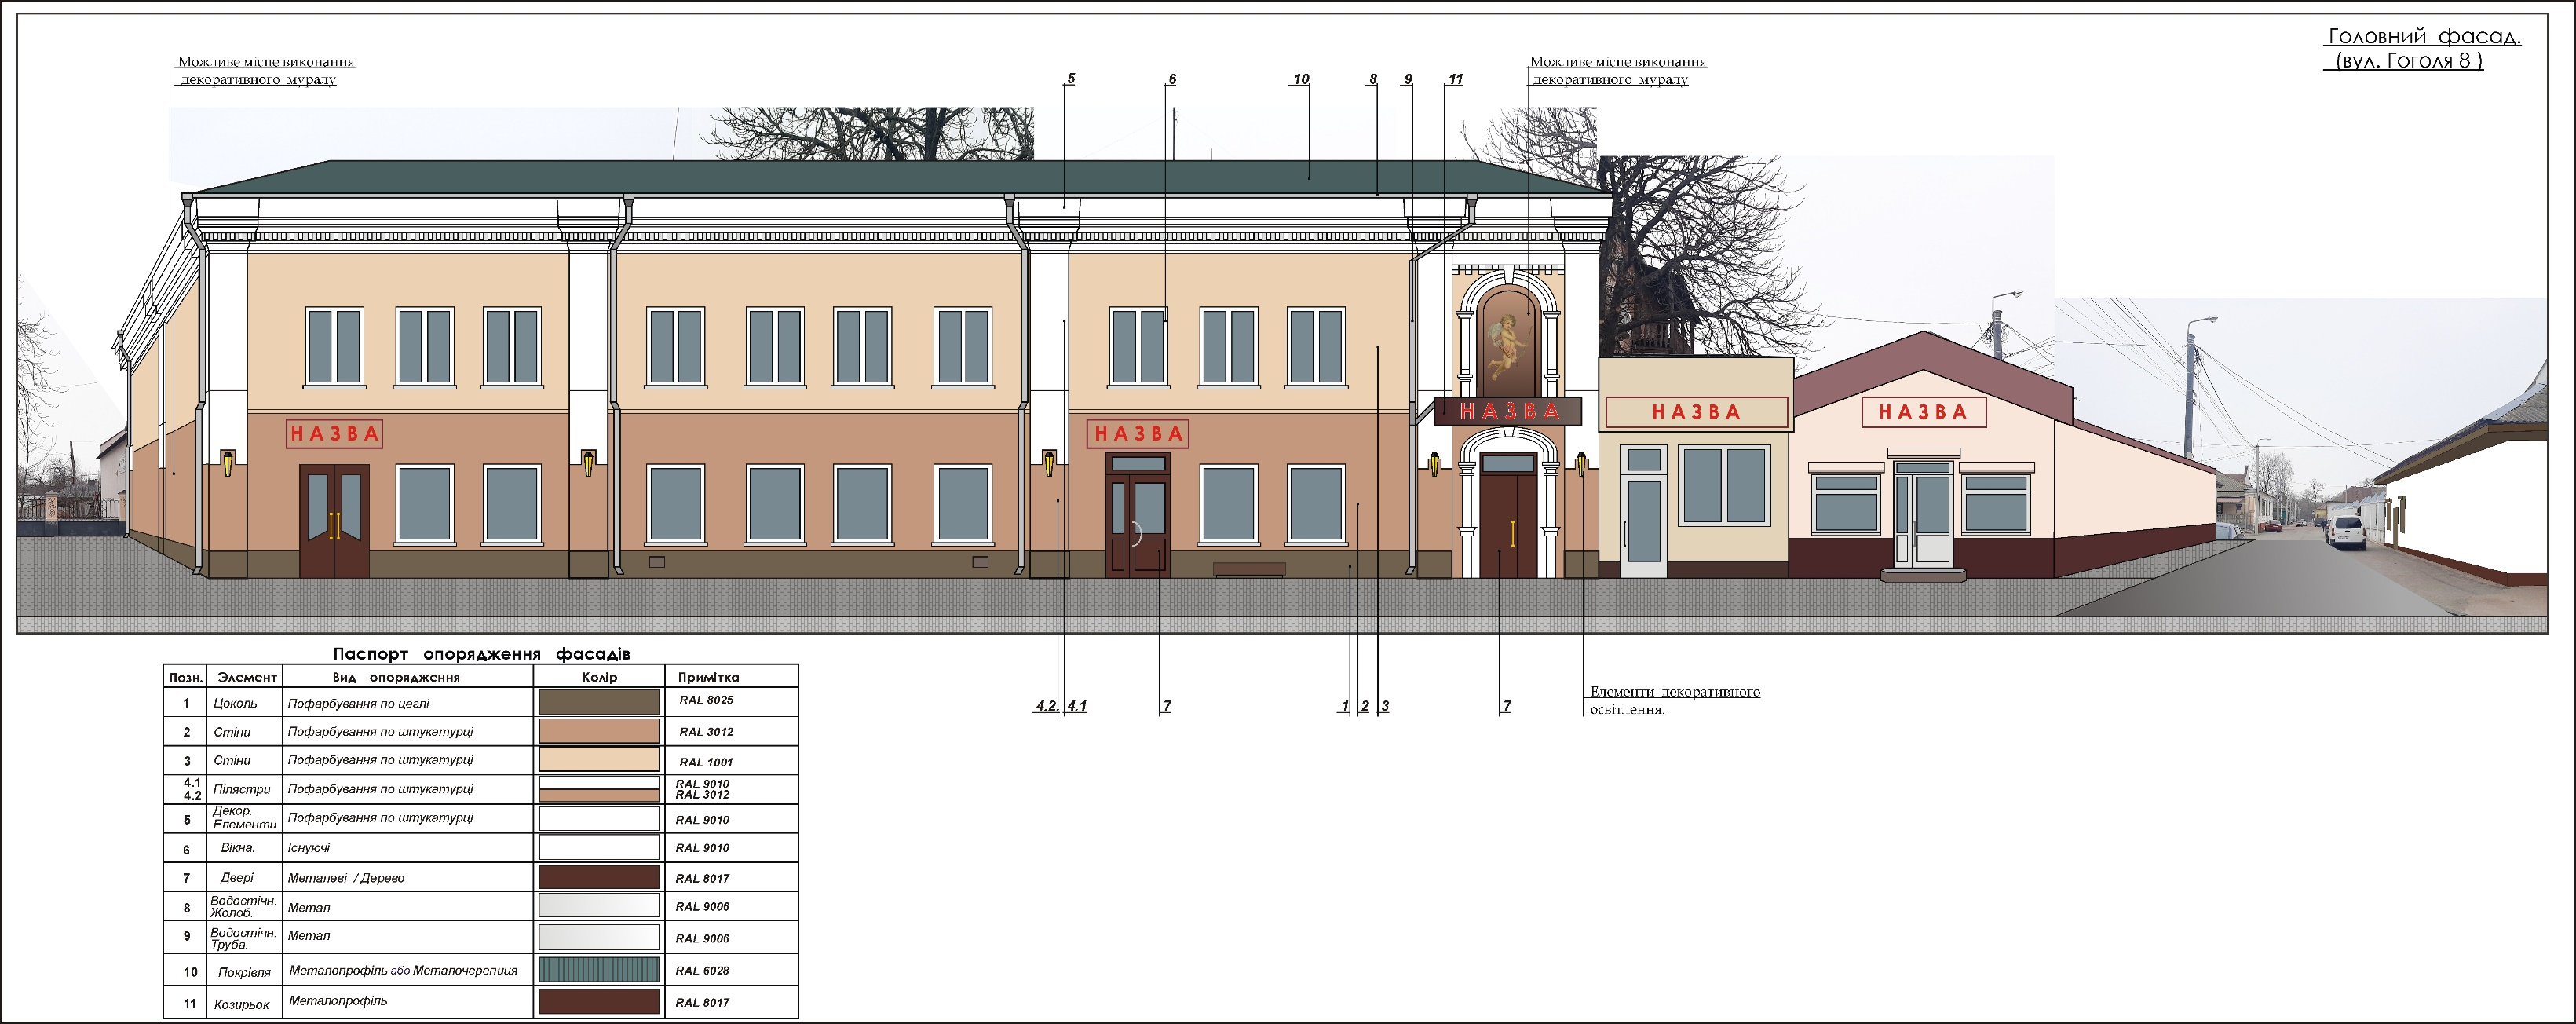 Головний фасад.
(вул. Гоголя 8 )
Можливе місце виконання
декоративного муралу
5
6
10
8
9
11
Можливе місце виконання
декоративного муралу
НАЗВА
НАЗВА
НАЗВА
НАЗВА
НАЗВА
4.2
4.1
7
1
2
3
7
Елементи декоративного
освітлення.
Паспорт опорядження фасадів
Позн. Элемент Вид опорядження Колір Примітка
1 Цоколь Пофарбування по цеглі RAL 8025
2 Стіни Пофарбування по штукатурці RAL 3012
3 Стіни Пофарбування по штукатурці RAL 1001
4.1 RAL 9010
4.2 Пілястри Пофарбування по штукатурці RAL 3012
Декор.
5 Елементи Пофарбування по штукатурці RAL 9010
6 Вікна. Існуючі RAL 9010
7 Двері Металеві / Дерево RAL 8017
Водостічн.
8 Жолоб. Метал RAL 9006
Водостічн.
9 Труба. Метал RAL 9006
10 Покрівля Металопрофіль або Металочерепиця RAL 6028
11 Козирьок Металопрофіль RAL 8017